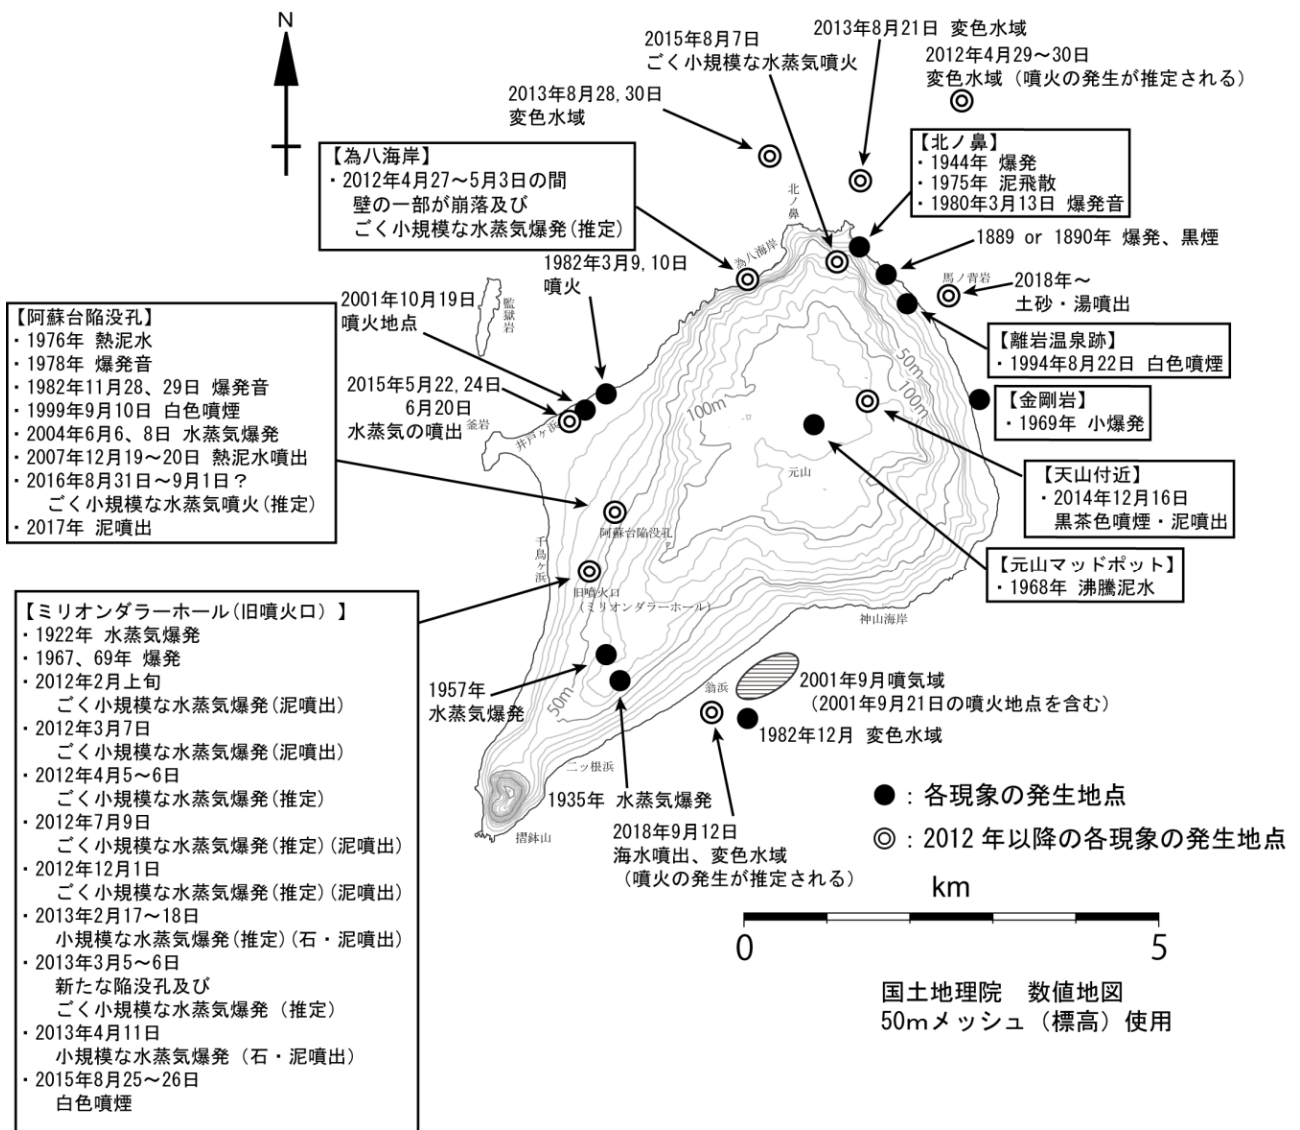 N
2013年8月21日 変色水域
2015年8月7日
ごく小規模な水蒸気噴火
2012年4月29～30日
変色水域（噴火の発生が推定される）
2013年8月28,30日
変色水域
【為八海岸】
・2012年4月27～5月3日の間
壁の一部が崩落及び
ごく小規模な水蒸気爆発(推定)
【北ノ鼻】
・1944年 爆発
・1975年 泥飛散
・1980年3月13日 爆発音
北ノ鼻
為八海岸
1889 or 1890年 爆発、黒煙
馬ノ背岩
2018年～
土砂・湯噴出
1982年3月9,10日
噴火
2001年10月19日
噴火地点
監獄岩
【離岩温泉跡】
・1994年8月22日 白色噴煙
【阿蘇台陥没孔】
・1976年 熱泥水
・1978年 爆発音
・1982年11月28、29日 爆発音
・1999年9月10日 白色噴煙
・2004年6月6、8日 水蒸気爆発
・2007年12月19～20日 熱泥水噴出
・2016年8月31日～9月1日？
ごく小規模な水蒸気噴火(推定)
・2017年 泥噴出
2015年5月22,24日
6月20日
水蒸気の噴出
釜岩
井戸ヶ浜
50m
100m
100m
【金剛岩】
・1969年 小爆発
元山
【天山付近】
・2014年12月16日
黒茶色噴煙・泥噴出
阿蘇台陥没孔
千鳥ヶ浜
【元山マッドポット】
・1968年 沸騰泥水
旧噴火口
（ミリオンダラーホール）
神山海岸
【ミリオンダラーホール(旧噴火口）】
・1922年 水蒸気爆発
・1967、69年 爆発
・2012年2月上旬
ごく小規模な水蒸気爆発(泥噴出)
・2012年3月7日
ごく小規模な水蒸気爆発(泥噴出)
・2012年4月5～6日
ごく小規模な水蒸気爆発(推定)
・2012年7月9日
ごく小規模な水蒸気爆発(推定)(泥噴出)
・2012年12月1日
ごく小規模な水蒸気爆発(推定)(泥噴出)
・2013年2月17～18日
小規模な水蒸気爆発(推定)(石・泥噴出)
・2013年3月5～6日
新たな陥没孔及び
ごく小規模な水蒸気爆発（推定）
・2013年4月11日
小規模な水蒸気爆発（石・泥噴出）
・2015年8月25～26日
白色噴煙
1957年
水蒸気爆発
50m
翁浜
2001年9月噴気域
（2001年9月21日の噴火地点を含む）
1982年12月 変色水域
二ッ根浜
1935年 水蒸気爆発
摺鉢山
2018年9月12日
海水噴出、変色水域
（噴火の発生が推定される）
●：各現象の発生地点
◎：2012年以降の各現象の発生地点
km
0 5
国土地理院 数値地図
50mメッシュ（標高）使用